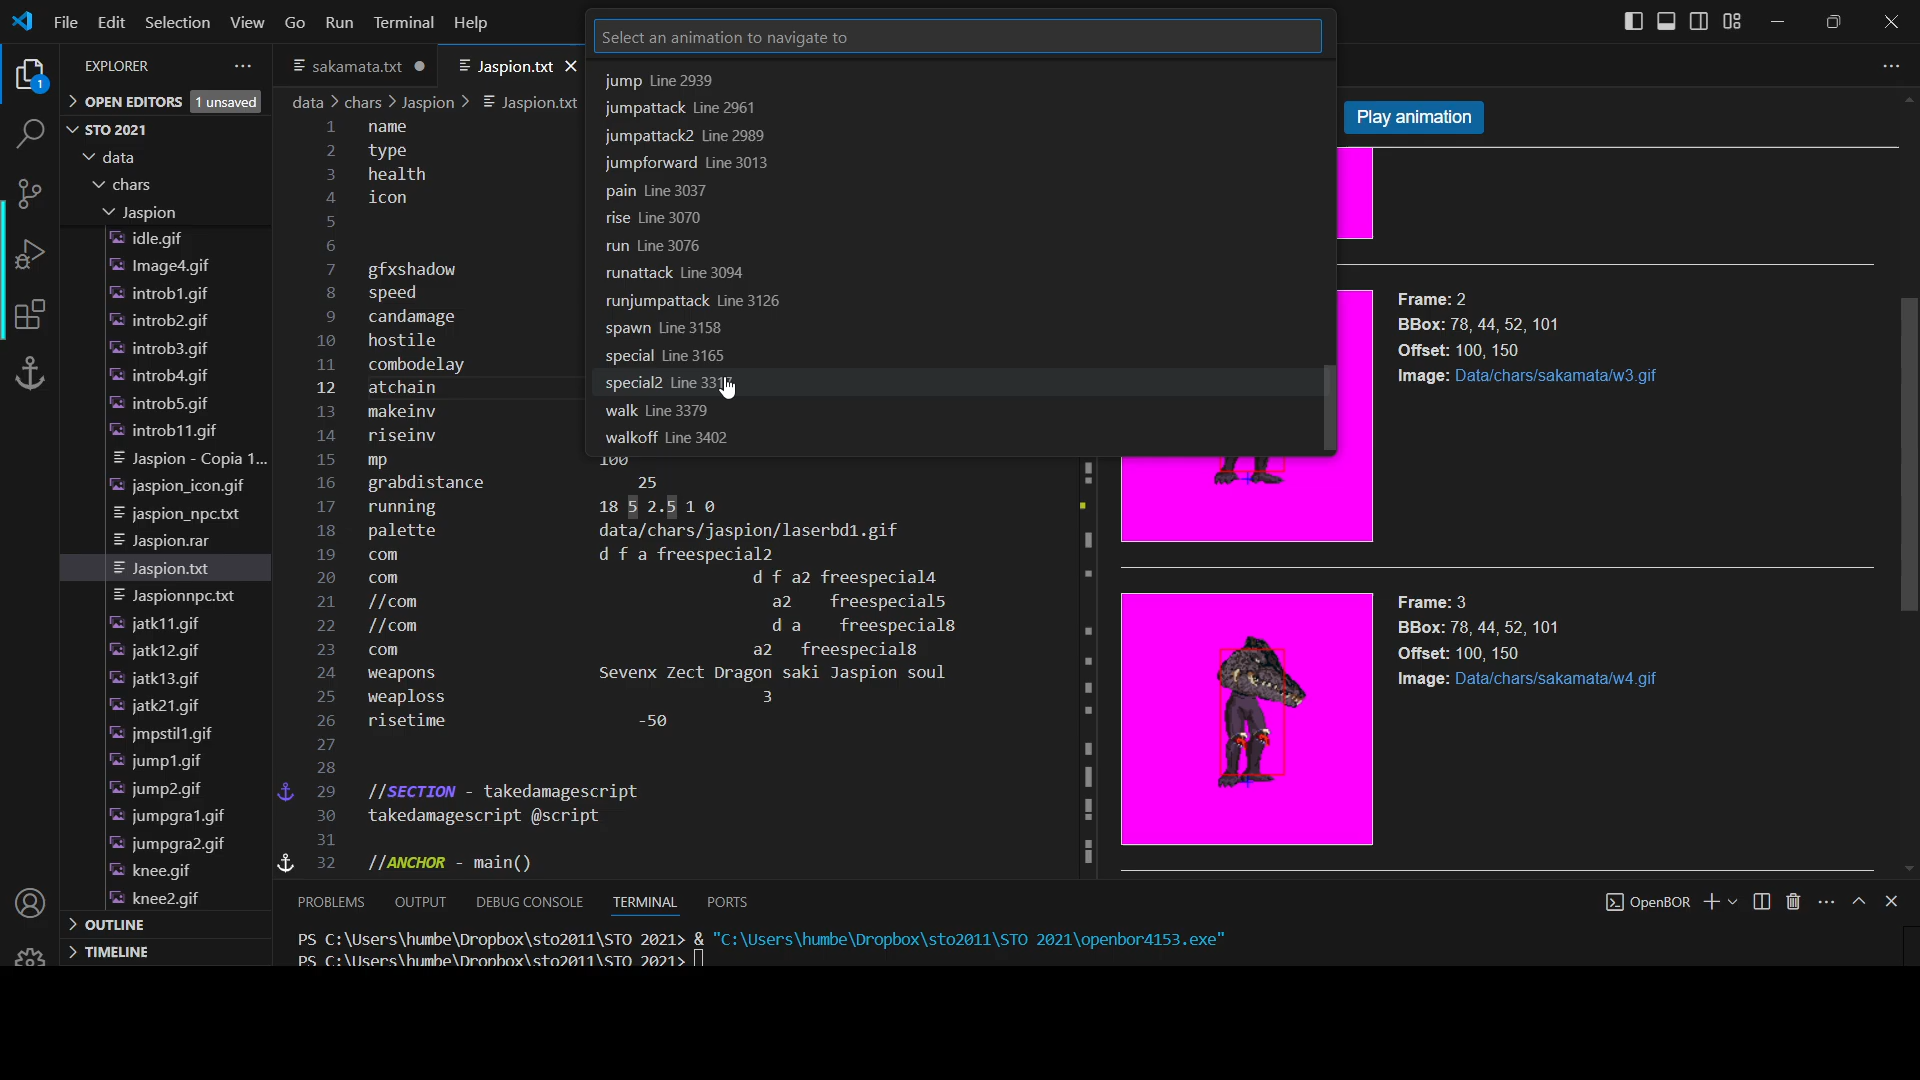 File Edit Selection View Go Run Terminal Help
Select an animation to navigate to
jump Line 2939
jumpattack Line 2961
jumpattack2 Line 2989
jumpforward Line 3013
pain Line 3037
rise Line 3070
run Line 3076
runattack Line 3094
runjumpattack Line 3126
spawn Line 3158
special Line 3165
special2 Line
walk Line 3379
walkoff Line 3402
EXPLORER
OPEN EDITORS 1 unsaved
STO 2021
data
chars
Jaspion
idle.gif
Image4.gif
introb1.gif
introb2.gif
introb3.gif
introb4.gif
introb5.gif
introb11.gif
Jaspion - Copia 1...
jaspion_icon.gif
jaspion_npc.txt
Jaspion.rar
Jaspion.txt
Jaspionnpc.txt
jatk11.gif
jatk12.gif
jatk13.gif
jatk21.gif
jmpstil1.gif
jump1.gif
jump2.gif
jumpgra1.gif
jumpgra2.gif
knee.gif
knee2.gif
OUTLINE
TIMELINE
1
sakamata.txt Jaspion.txt
data > chars > Jaspion > Jaspion.txt
1 name
2 type
3 health
4 icon
5
6
7 gfxshadow
8 speed
9 candamage
10 hostile
11 combodelay
12 atchain
13 makeinv
14 riseinv
15 mp 100
16 grabdistance 25
17 running 18 5 2.5 1 0
18 palette data/chars/jaspion/laserbd1.gif
19 com d f a freespecial2
20 com d f a2 freespecial4
21 //com a2 freespecial5
22 //com d a freespecial8
23 com a2 freespecial8
24 weapons Sevenx Zect Dragon saki Jaspion soul
25 weaploss 3
26 risetime -50
27
28
29 //SECTION - takedamagescript
30 takedamagescript @script
31
32 //ANCHOR - main()
Play animation
Frame: 2
BBox: 78, 44, 52, 101
Offset: 100, 150
Image: Data/chars/sakamata/w3.gif
Frame: 3
BBox: 78, 44, 52, 101
Offset: 100, 150
Image: Data/chars/sakamata/w4.gif
PROBLEMS OUTPUT DEBUG CONSOLE TERMINAL PORTS
OpenBOR
PS C:\Users\humbe\Dropbox\sto2011\STO 2021> & "C:\Users\humbe\Dropbox\sto2011\STO 2021\openbor4153.exe"
PS C:\Users\humbe\Dropbox\sto2011\STO 2021>